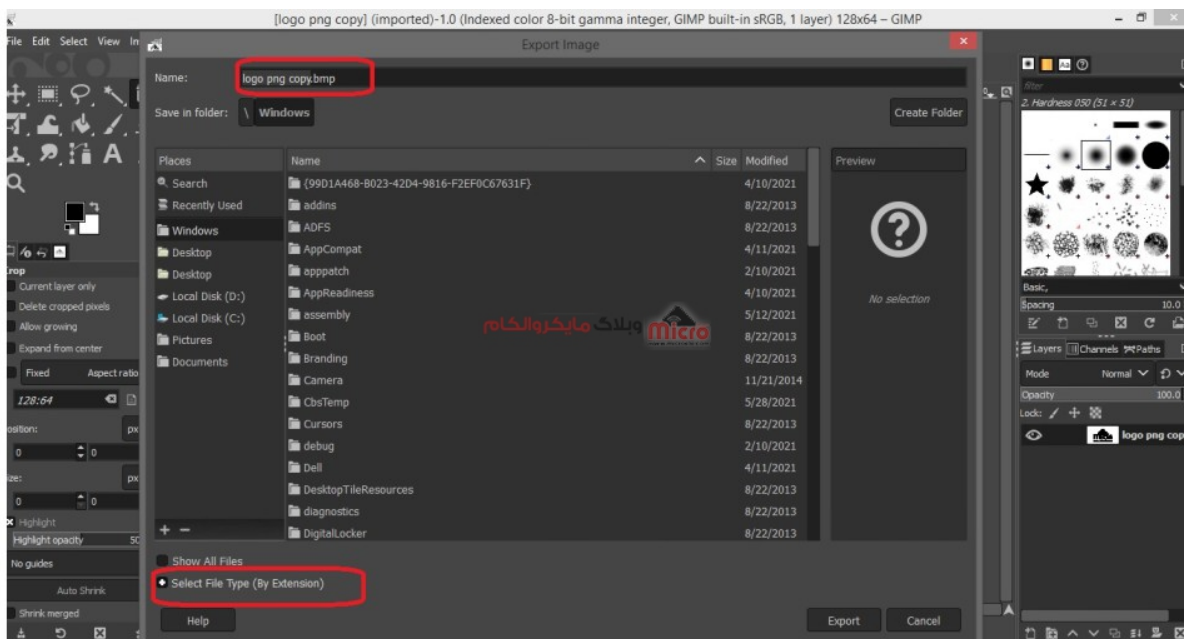 [logo png copy] (imported)-1.0 (Indexed color 8-bit gamma integer, GIMP built-in sRGB, 1 layer) 128x64 – GIMP
File Edit Select View
Export Image
Name: logo png copy.bmp
Save in folder: \ Windows Create Folder
Places Name Size Modified Preview
Search {99D1A468-B023-42D4-9816-F2EF0C67631F} 4/10/2021
Recently Used addins 8/22/2013
Windows ADFS 8/22/2013
Desktop AppCompat 4/11/2021
Desktop apppatch 2/10/2021
Local Disk (D:) AppReadiness 4/10/2021
Local Disk (C:) assembly 5/12/2021
Pictures Boot 8/22/2013
Documents Branding 8/22/2013
Camera 11/21/2014
CbsTemp 5/28/2021
Cursors 8/22/2013
debug 2/10/2021
Dell 4/11/2021
DesktopTileResources 8/22/2013
diagnostics 8/22/2013
DigitalLocker 8/22/2013
No selection
وبلاگ مایکروالکام
Micro
Show All Files
Select File Type (By Extension)
Help Export Cancel
Current layer only
Delete cropped pixels
Allow growing
Expand from center
Fixed Aspect ratio
128:64
px
0 0
px
0 0
Highlight
Highlight opacity 50
No guides
Auto Shrink
Shrink merged
filter
2. Hardness 050 (51 × 51)
Basic,
Spacing 10.0
Layers Channels Paths
Mode Normal
Opacity 100.0
Lock:
logo png cop